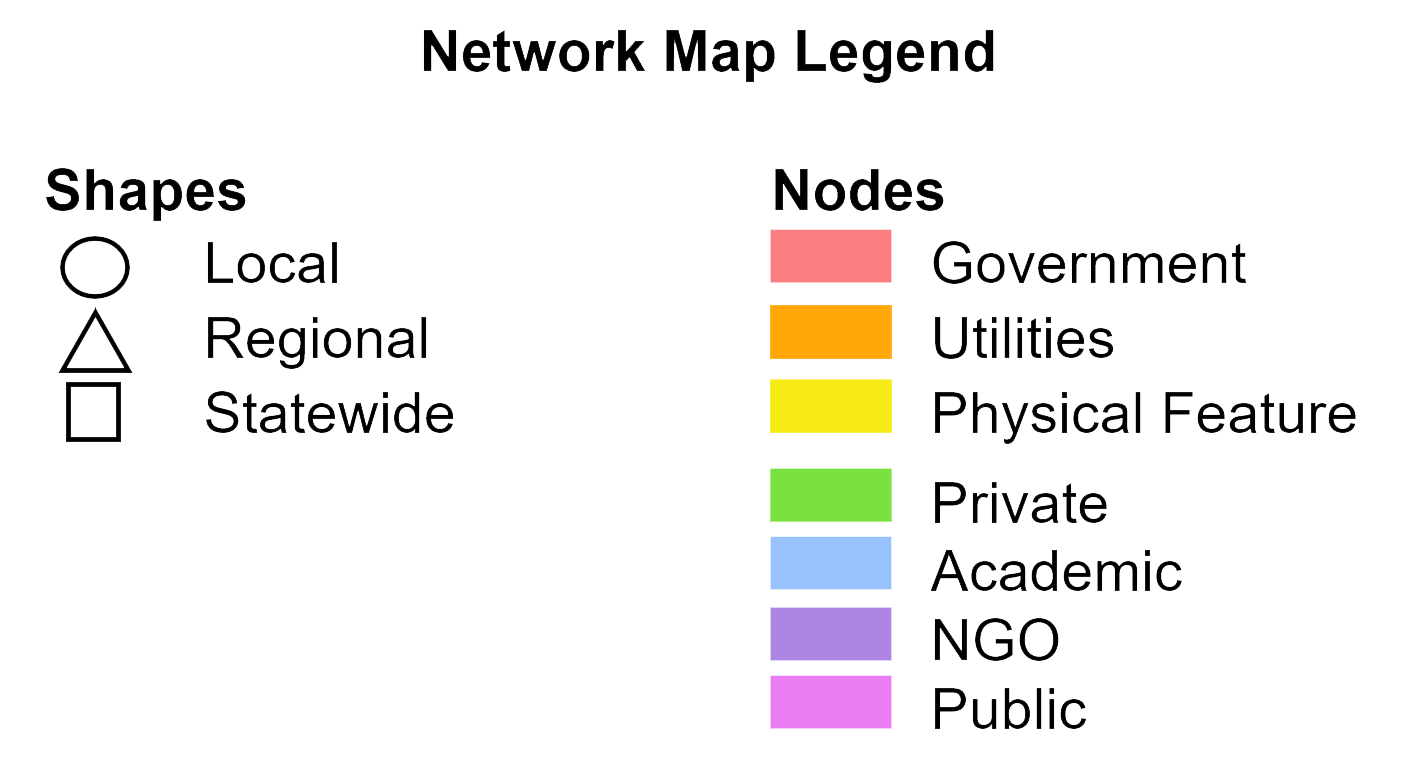 Network Map Legend
Shapes
Local
Regional
Statewide
Nodes
Government
Utilities
Physical Feature
Private
Academic
NGO
Public